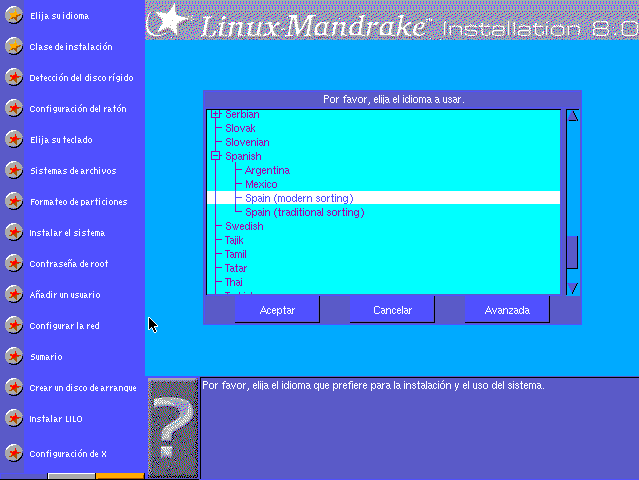 Linux Mandrake™ Installation 8.0
Elija su idioma
Clase de instalación
Detección del disco rígido
Configuración del ratón
Elija su teclado
Sistemas de archivos
Formateo de particiones
Instalar el sistema
Contraseña de root
Añadir un usuario
Configurar la red
Sumario
Crear un disco de arranque
Instalar LILO
Configuración de X
Por favor, elija el idioma a usar.
Serbian
Slovak
Slovenian
Spanish
Argentina
Mexico
Spain (modern sorting)
Spain (traditional sorting)
Swedish
Tajik
Tamil
Tatar
Thai
Aceptar
Cancelar
Avanzada
Por favor, elija el idioma que prefiere para la instalación y el uso del sistema.